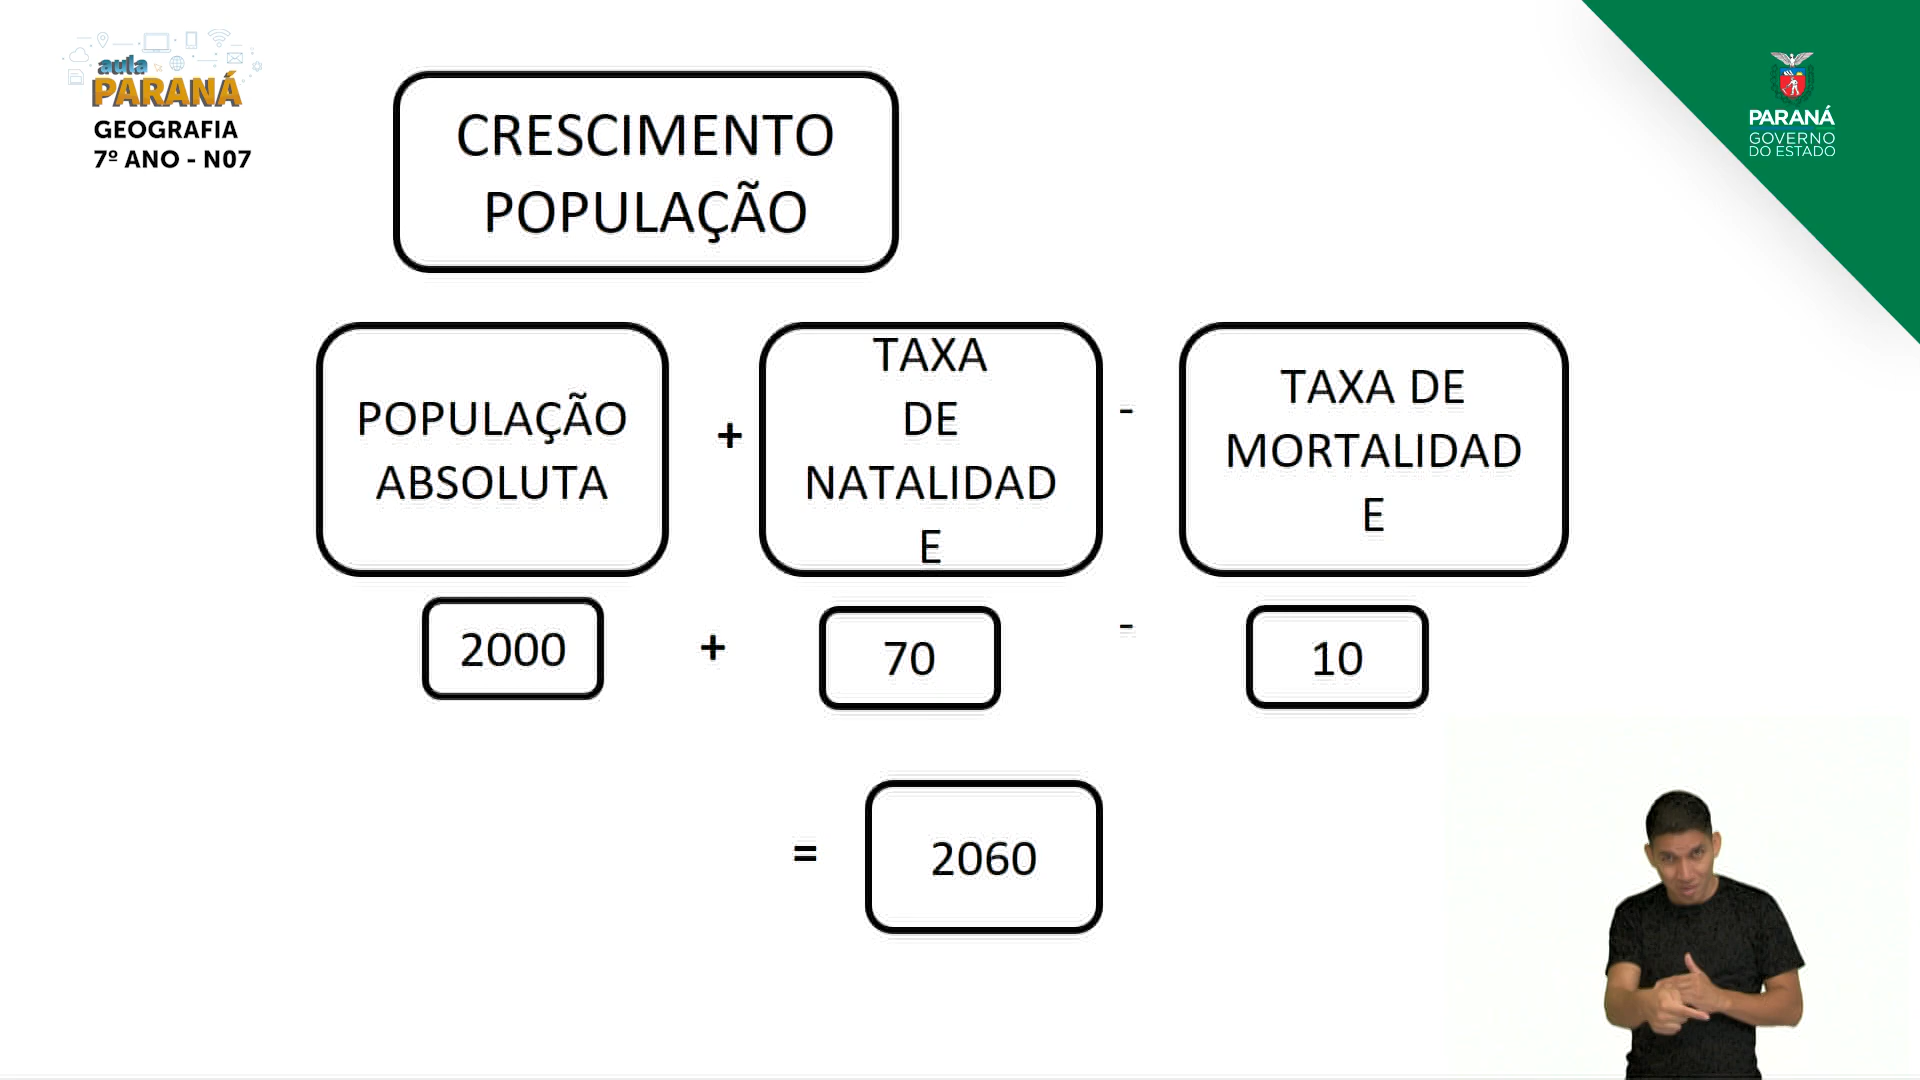 aula
PARANÁ
GEOGRAFIA
7º ANO - N07
PARANÁ
GOVERNO
DO ESTADO
CRESCIMENTO
POPULAÇÃO
POPULAÇÃO
ABSOLUTA
+
TAXA
DE
NATALIDAD
E
-
TAXA DE
MORTALIDAD
E
2000
+
70
-
10
=
2060